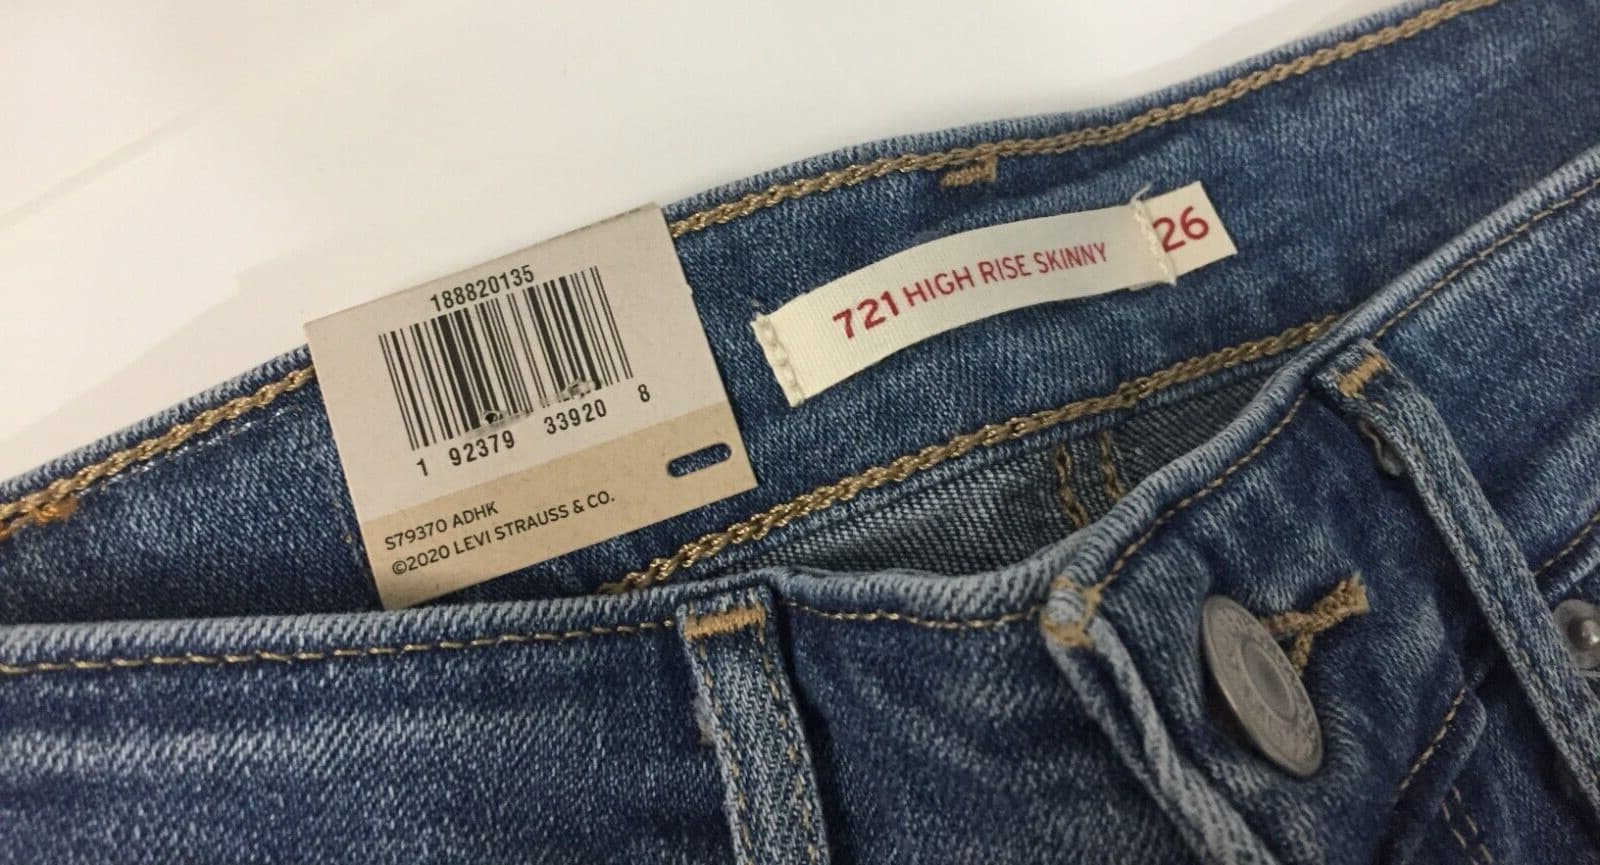 188820135
1 92379 33920 8
S79370 ADHK
©2020 LEVI STRAUSS & CO.
721 HIGH RISE SKINNY
26